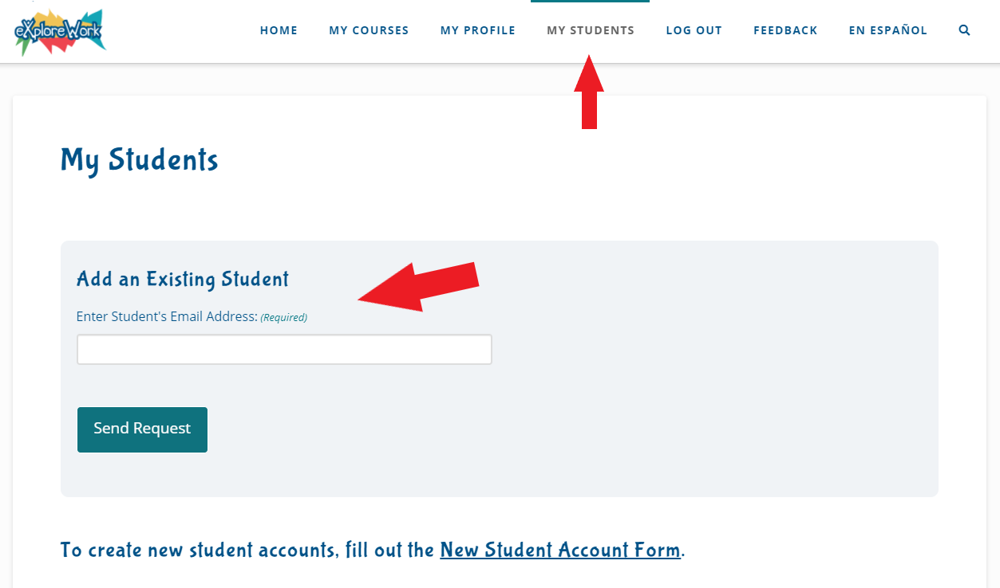 eXploreWork
HOME MY COURSES MY PROFILE MY STUDENTS LOG OUT FEEDBACK EN ESPAÑOL
My Students
Add an Existing Student
Enter Student's Email Address: (Required)
Send Request
To create new student accounts, fill out the New Student Account Form.